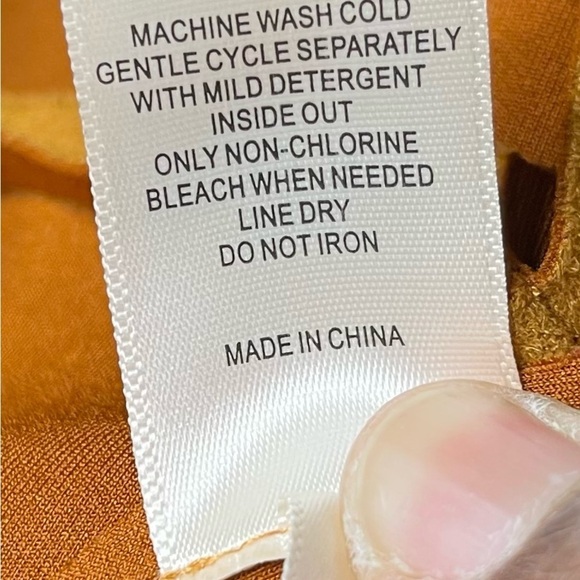 MACHINE WASH COLD
GENTLE CYCLE SEPARATELY
WITH MILD DETERGENT
INSIDE OUT
ONLY NON-CHLORINE
BLEACH WHEN NEEDED
LINE DRY
DO NOT IRON
MADE IN CHINA